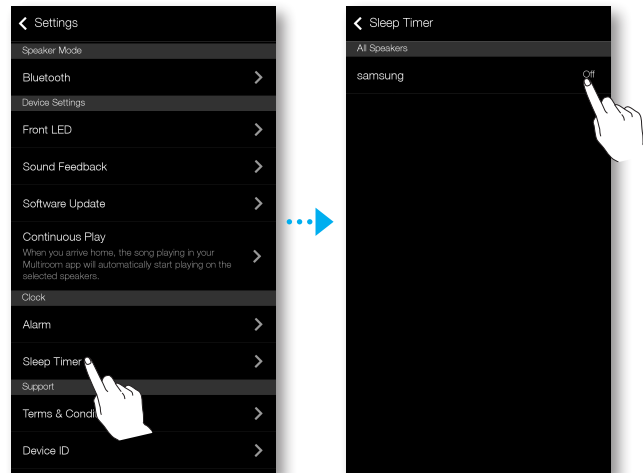 Settings
Speaker Mode
Bluetooth
Device Settings
Front LED
Sound Feedback
Software Update
Continuous Play
When you arrive home, the song playing in your
Multiroom app will automatically start playing on the
selected speakers.
Clock
Alarm
Sleep Timer
Support
Terms & Condi
Device ID
Sleep Timer
All Speakers
samsung
Off